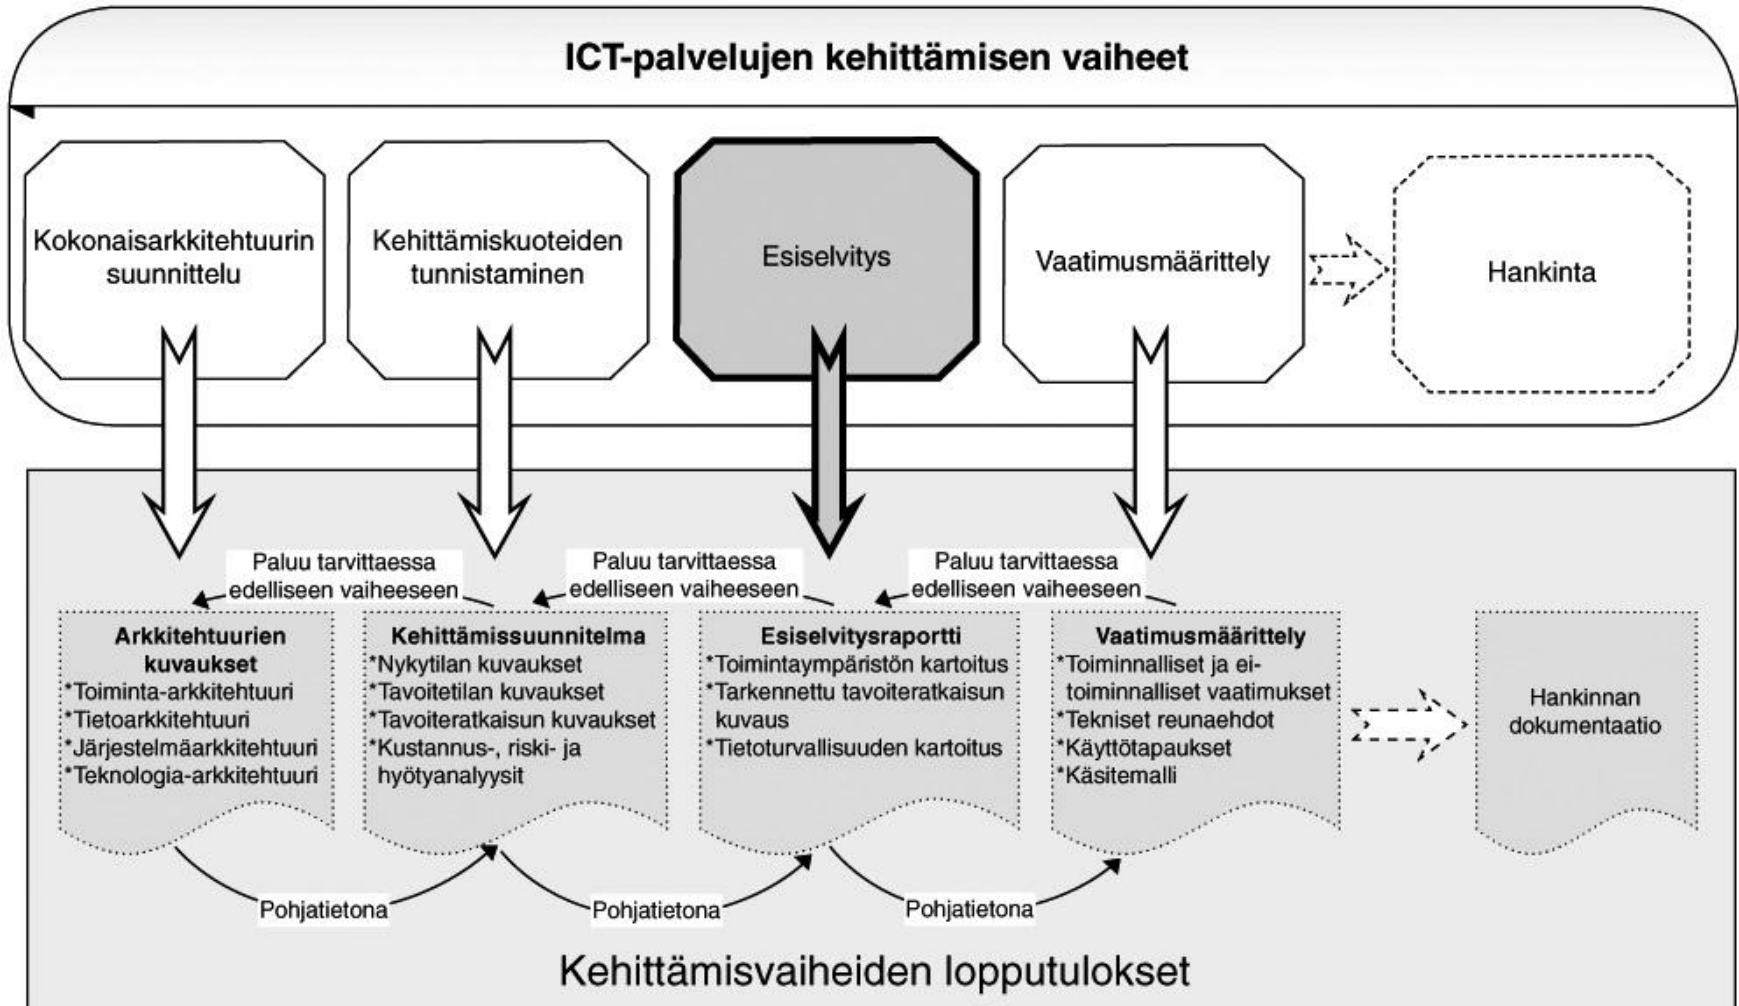 ICT-palvelujen kehittämisen vaiheet
Kokonaisarkkitehtuurin
suunnittelu
Kehittämiskuoteiden
tunnistaminen
Esiselvitys
Vaatimusmäärittely
Hankinta
Paluu tarvittaessa
edelliseen vaiheeseen
Paluu tarvittaessa
edelliseen vaiheeseen
Paluu tarvittaessa
edelliseen vaiheeseen
Arkkitehtuurien
kuvaukset
*Toiminta-arkkitehtuuri
*Tietoarkkitehtuuri
*Järjestelmäarkkitehtuuri
*Teknologia-arkkitehtuuri
Kehittämissuunnitelma
*Nykytilan kuvaukset
*Tavoitetilan kuvaukset
*Tavoiteratkaisun kuvaukset
*Kustannus-, riski- ja
hyötyanalyysit
Esiselvitysraportti
*Toimintaympäristön kartoitus
*Tarkennettu tavoiteratkaisun
kuvaus
*Tietoturvallisuuden kartoitus
Vaatimusmäärittely
*Toiminnalliset ja ei-
toiminnalliset vaatimukset
*Tekniset reunaehdot
*Käyttötapaukset
*Käsitemalli
Hankinnan
dokumentaatio
Pohjatietona
Pohjatietona
Pohjatietona
Kehittämisvaiheiden lopputulokset